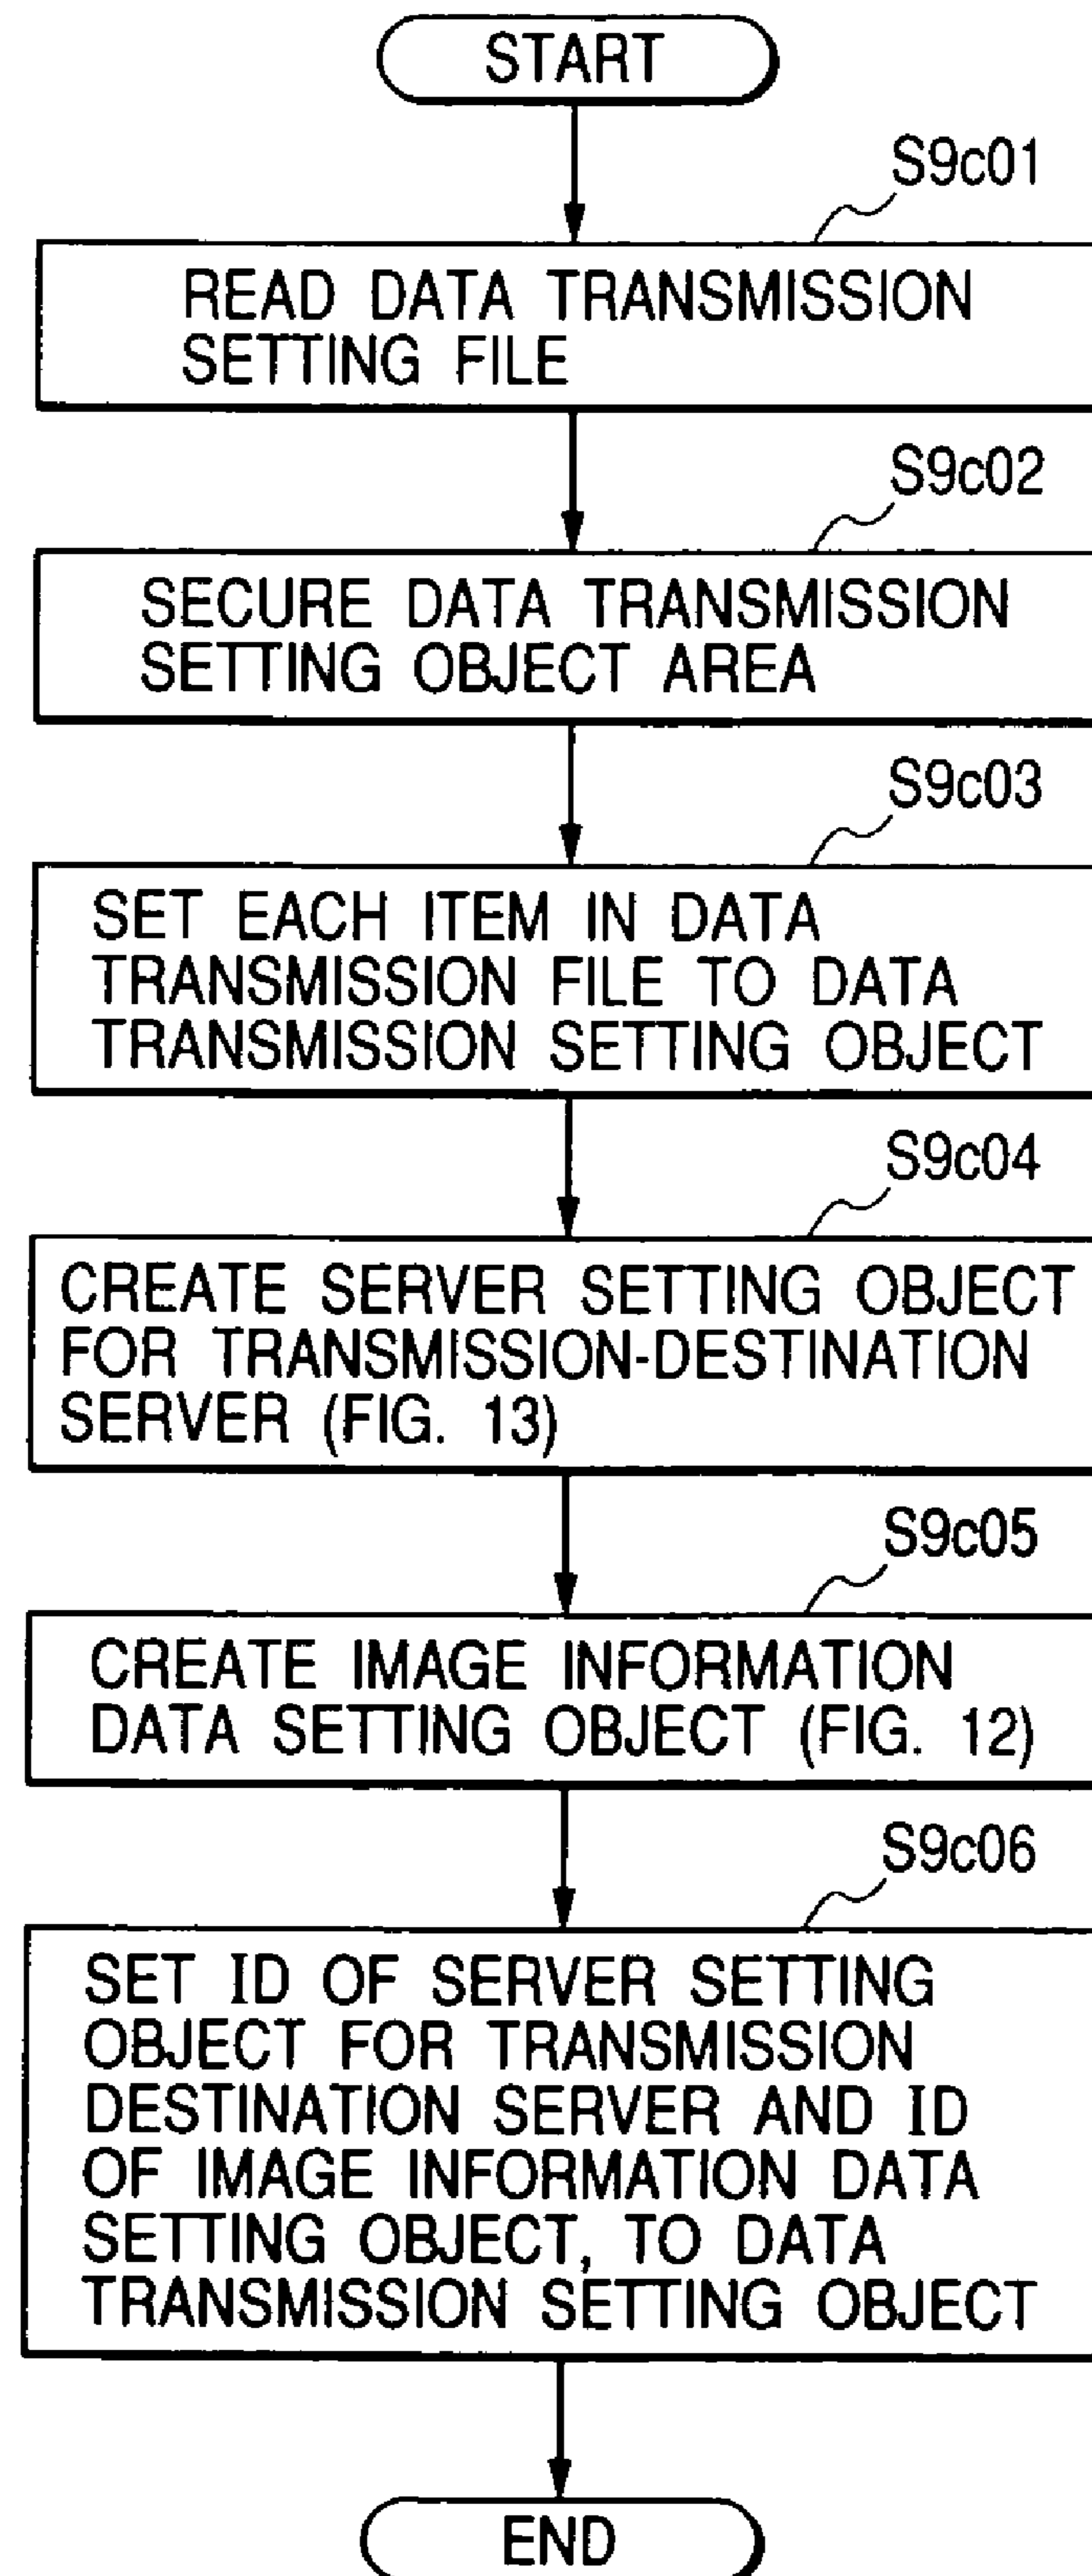 START
S9c01
READ DATA TRANSMISSION
SETTING FILE
S9c02
SECURE DATA TRANSMISSION
SETTING OBJECT AREA
S9c03
SET EACH ITEM IN DATA
TRANSMISSION FILE TO DATA
TRANSMISSION SETTING OBJECT
S9c04
CREATE SERVER SETTING OBJECT
FOR TRANSMISSION-DESTINATION
SERVER (FIG. 13)
S9c05
CREATE IMAGE INFORMATION
DATA SETTING OBJECT (FIG. 12)
S9c06
SET ID OF SERVER SETTING
OBJECT FOR TRANSMISSION
DESTINATION SERVER AND ID
OF IMAGE INFORMATION DATA
SETTING OBJECT, TO DATA
TRANSMISSION SETTING OBJECT
END